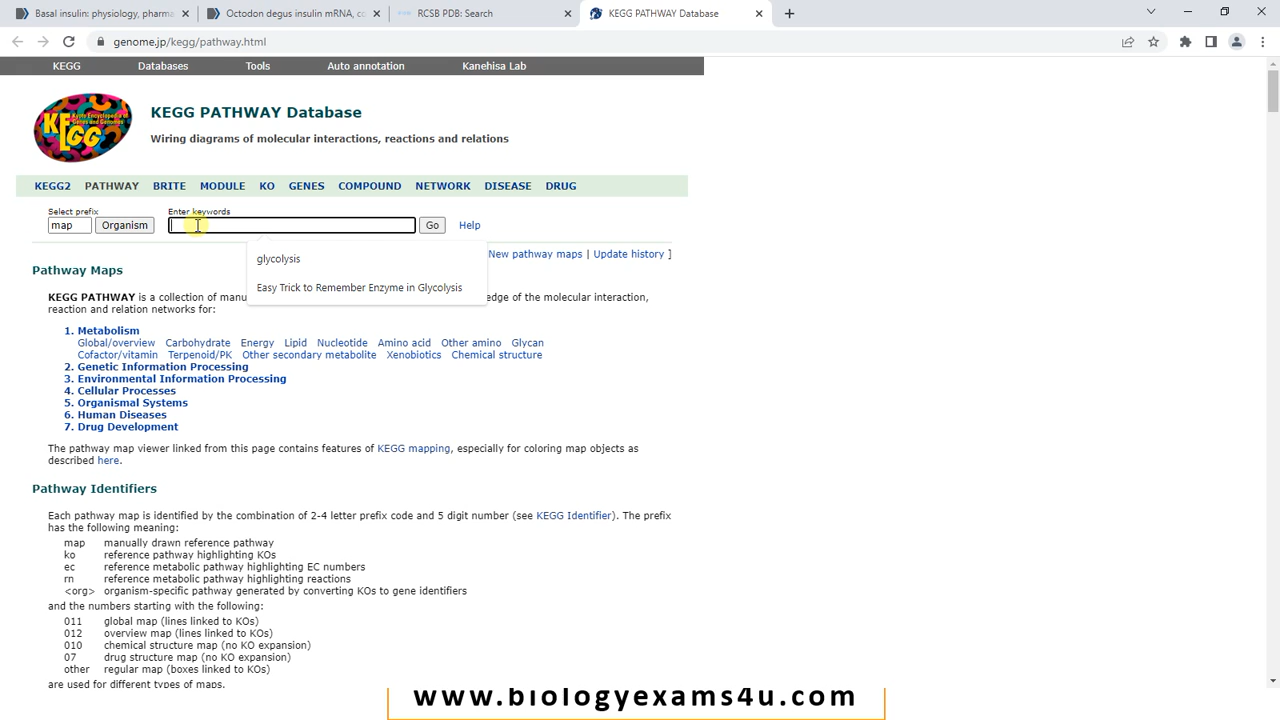 Basal insulin: physiology, pharma
Octodon degus insulin mRNA, co
RCSB PDB: Search
KEGG PATHWAY Database
genome.jp/kegg/pathway.html
KEGG Databases Tools Auto annotation Kanehisa Lab
KEGG
Kyoto Encyclopedia of Genes and Genomes
KEGG PATHWAY Database
Wiring diagrams of molecular interactions, reactions and relations
KEGG2 PATHWAY BRITE MODULE KO GENES COMPOUND NETWORK DISEASE DRUG
Select prefix Enter keywords
map Organism Go Help
New pathway maps | Update history ]
glycolysis
Easy Trick to Remember Enzyme in Glycolysis
Pathway Maps
KEGG PATHWAY is a collection of manu edge of the molecular interaction,
reaction and relation networks for:
1. Metabolism
Global/overview Carbohydrate Energy Lipid Nucleotide Amino acid Other amino Glycan
Cofactor/vitamin Terpenoid/PK Other secondary metabolite Xenobiotics Chemical structure
2. Genetic Information Processing
3. Environmental Information Processing
4. Cellular Processes
5. Organismal Systems
6. Human Diseases
7. Drug Development
The pathway map viewer linked from this page contains features of KEGG mapping, especially for coloring map objects as
described here.
Pathway Identifiers
Each pathway map is identified by the combination of 2-4 letter prefix code and 5 digit number (see KEGG Identifier). The prefix
has the following meaning:
map manually drawn reference pathway
ko reference pathway highlighting KOs
ec reference metabolic pathway highlighting EC numbers
rn reference metabolic pathway highlighting reactions
<org> organism-specific pathway generated by converting KOs to gene identifiers
and the numbers starting with the following:
011 global map (lines linked to KOs)
012 overview map (lines linked to KOs)
010 chemical structure map (no KO expansion)
07 drug structure map (no KO expansion)
other regular map (boxes linked to KOs)
are used for different types of maps.
www.biologyexams4u.com